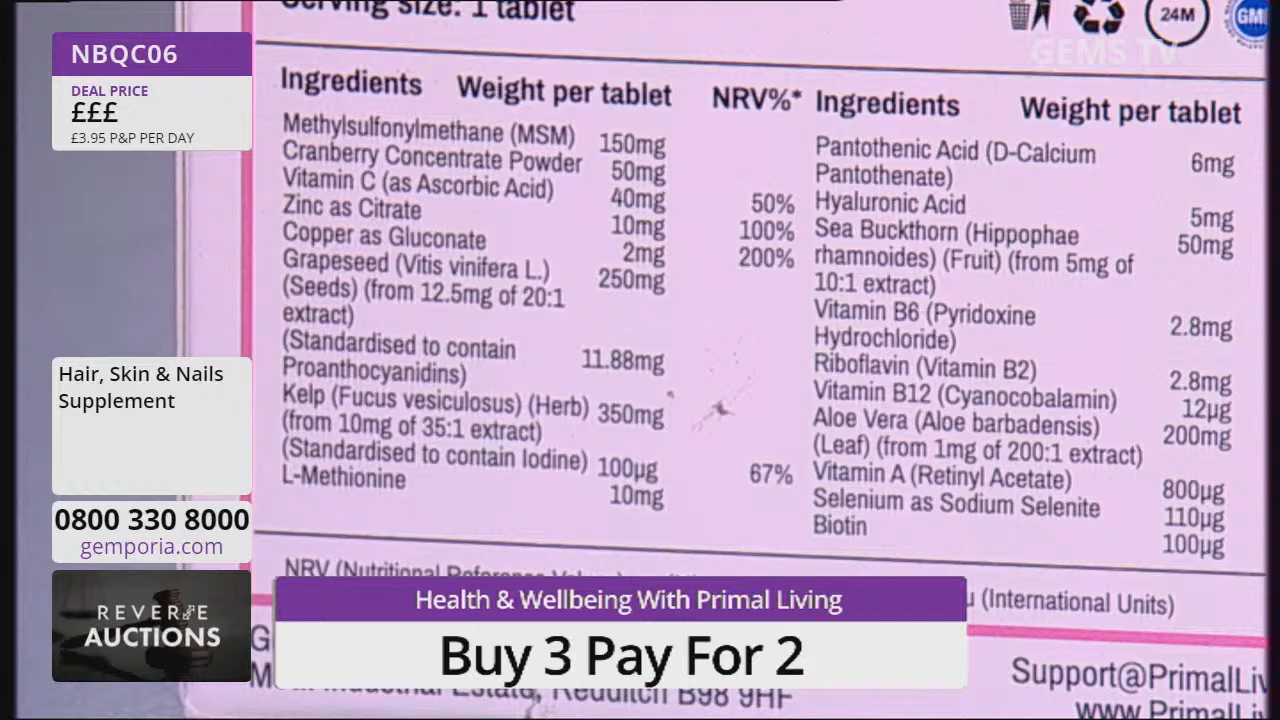 Serving size: 1 tablet
24M
GM
GEMS TV
NBQC06
DEAL PRICE
£££
£3.95 P&P PER DAY
Ingredients Weight per tablet NRV%*
Methylsulfonylmethane (MSM) 150mg
Cranberry Concentrate Powder 50mg
Vitamin C (as Ascorbic Acid) 40mg 50%
Zinc as Citrate 10mg 100%
Copper as Gluconate 2mg 200%
Grapeseed (Vitis vinifera L.) 250mg
(Seeds) (from 12.5mg of 20:1
extract)
(Standardised to contain 11.88mg
Proanthocyanidins)
Kelp (Fucus vesiculosus) (Herb) 350mg
(from 10mg of 35:1 extract)
(Standardised to contain Iodine) 100µg 67%
L-Methionine 10mg
Ingredients Weight per tablet
Pantothenic Acid (D-Calcium 6mg
Pantothenate)
Hyaluronic Acid 5mg
Sea Buckthorn (Hippophae 50mg
rhamnoides) (Fruit) (from 5mg of
10:1 extract)
Vitamin B6 (Pyridoxine 2.8mg
Hydrochloride)
Riboflavin (Vitamin B2) 2.8mg
Vitamin B12 (Cyanocobalamin) 12µg
Aloe Vera (Aloe barbadensis) 200mg
(Leaf) (from 1mg of 200:1 extract)
Vitamin A (Retinyl Acetate) 800µg
Selenium as Sodium Selenite 110µg
Biotin 100µg
Hair, Skin & Nails
Supplement
0800 330 8000
gemporia.com
REVERSE
AUCTIONS
NRV (Nutritional Reference
(International Units)
Health & Wellbeing With Primal Living
Buy 3 Pay For 2
Industrial Estate, Redditch B98 9HF
Support@PrimalLiv
www.PrimalLiv